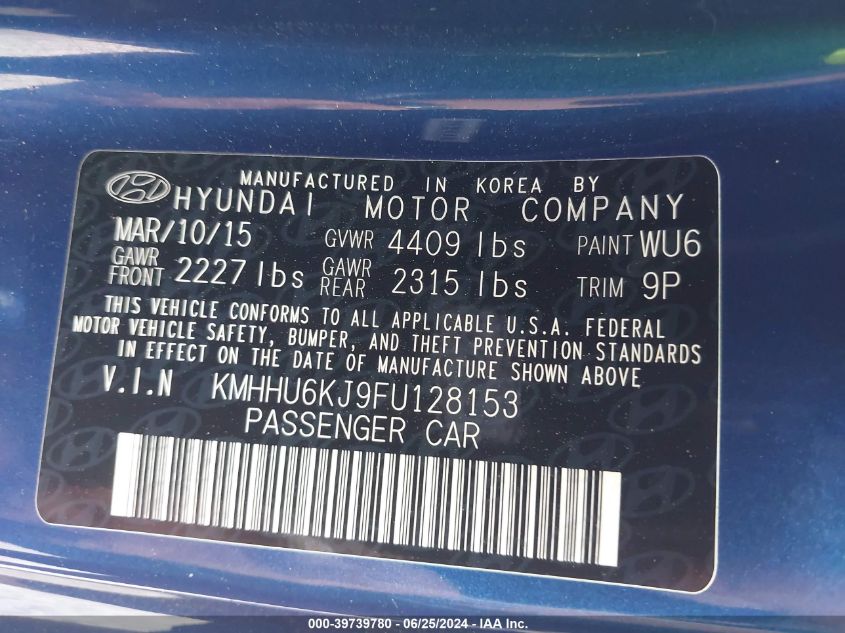 MANUFACTURED IN KOREA BY
HYUNDAI MOTOR COMPANY
MAR/10/15 GVWR 4409 lbs PAINT WU6
GAWR FRONT 2227 lbs GAWR REAR 2315 lbs TRIM 9P
THIS VEHICLE CONFORMS TO ALL APPLICABLE U.S.A. FEDERAL
MOTOR VEHICLE SAFETY, BUMPER, AND THEFT PREVENTION STANDARDS
IN EFFECT ON THE DATE OF MANUFACTURE SHOWN ABOVE
V.I.N KMHHU6KJ9FU128153
PASSENGER CAR
000-39739780 - 06/25/2024 - IAA Inc.